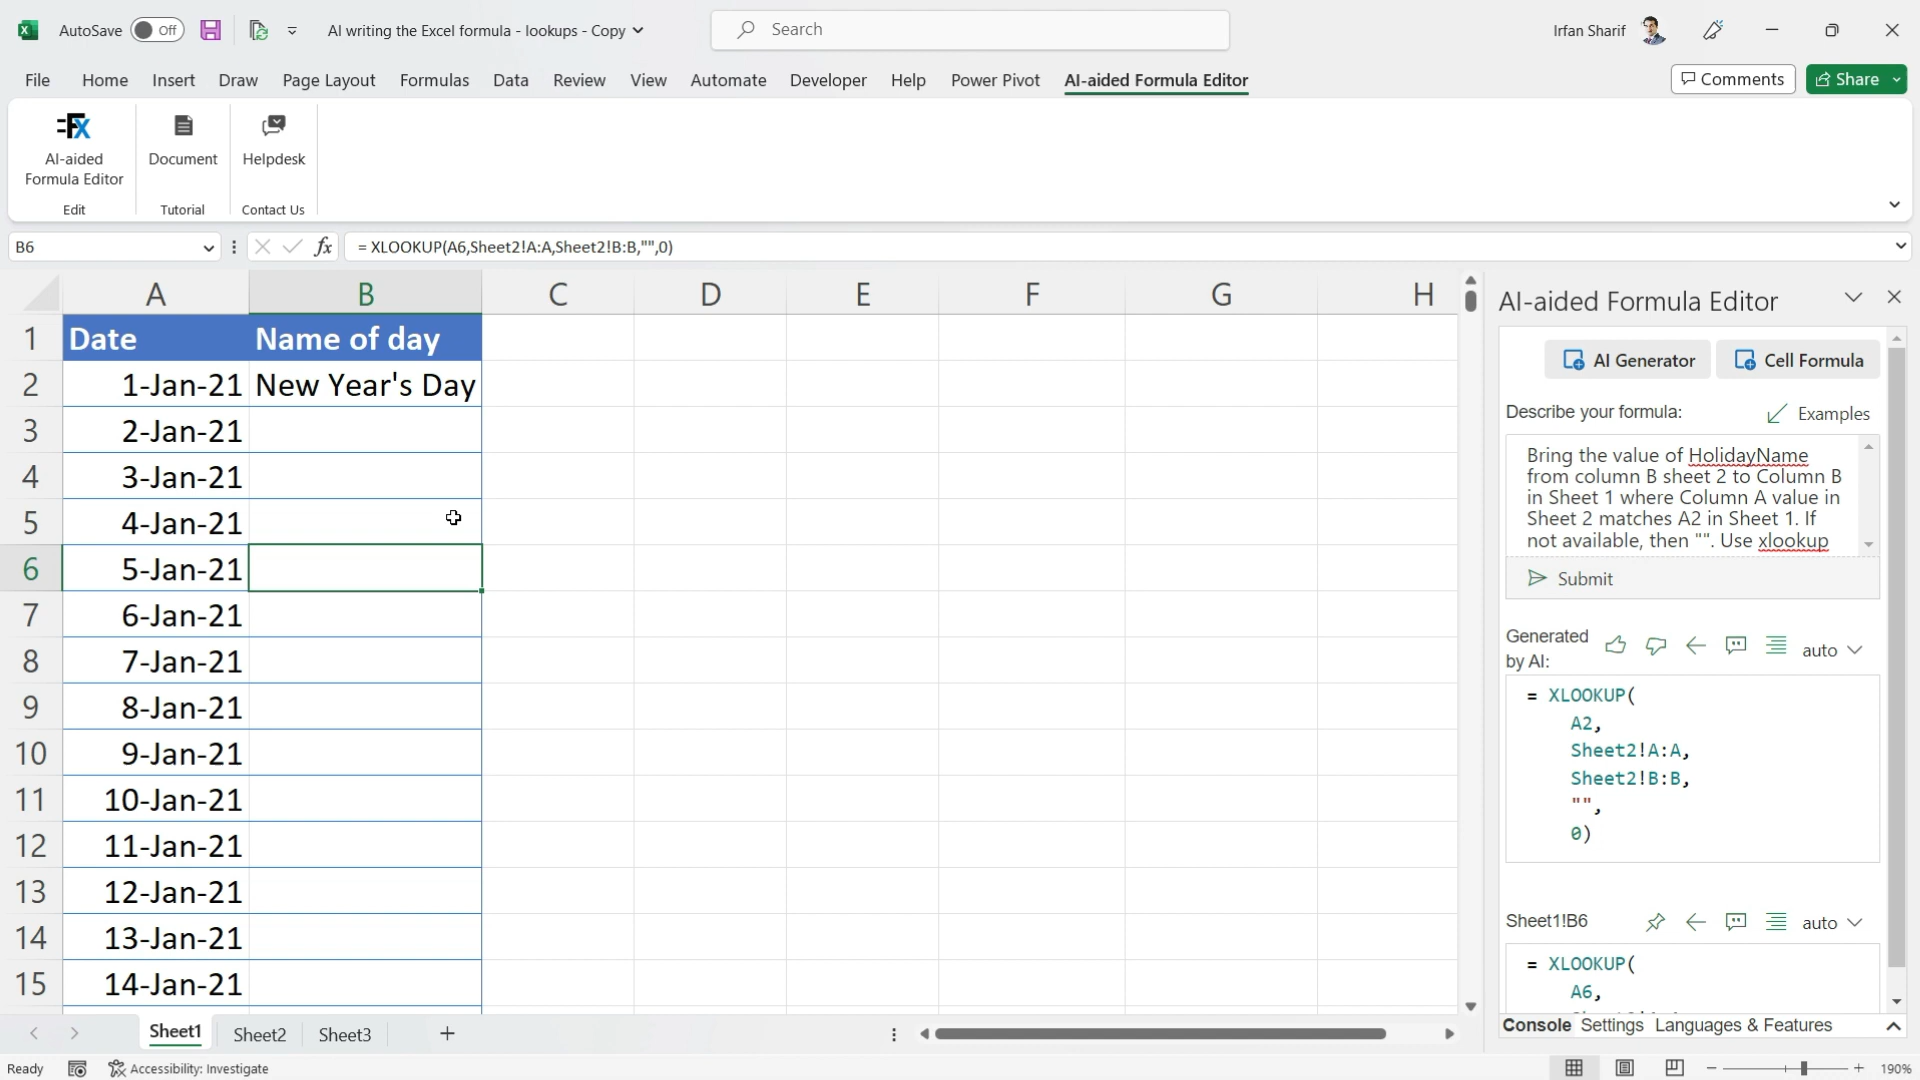 AutoSave Off AI writing the Excel formula - lookups - Copy Search Irfan Sharif
File Home Insert Draw Page Layout Formulas Data Review View Automate Developer Help Power Pivot AI-aided Formula Editor Comments Share
=FX
AI-aided
Formula Editor
Document
Helpdesk
Edit Tutorial Contact Us
B6 fx = XLOOKUP(A6,Sheet2!A:A,Sheet2!B:B,"",0)
A B C D E F G H
1 Date Name of day
2 1-Jan-21 New Year's Day
3 2-Jan-21
4 3-Jan-21
5 4-Jan-21
6 5-Jan-21
7 6-Jan-21
8 7-Jan-21
9 8-Jan-21
10 9-Jan-21
11 10-Jan-21
12 11-Jan-21
13 12-Jan-21
14 13-Jan-21
15 14-Jan-21
AI-aided Formula Editor
AI Generator Cell Formula
Describe your formula: Examples
Bring the value of HolidayName
from column B sheet 2 to Column B
in Sheet 1 where Column A value in
Sheet 2 matches A2 in Sheet 1. If
not available, then "". Use xlookup
Submit
Generated
by AI:
auto
= XLOOKUP(
A2,
Sheet2!A:A,
Sheet2!B:B,
"",
0)
Sheet1!B6 auto
= XLOOKUP(
A6,
Console Settings Languages & Features
Sheet1 Sheet2 Sheet3
Ready Accessibility: Investigate 190%